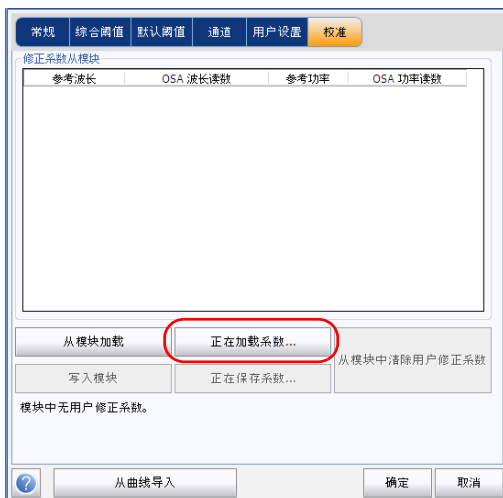 常规 综合阈值 默认阈值 通道 用户设置 校准
修正系数从模块
参考波长 OSA 波长读数 参考功率 OSA 功率读数
从模块加载 正在加载系数...
从模块中清除用户修正系数
写入模块 正在保存系数...
模块中无用户修正系数。
? 从曲线导入 确定 取消